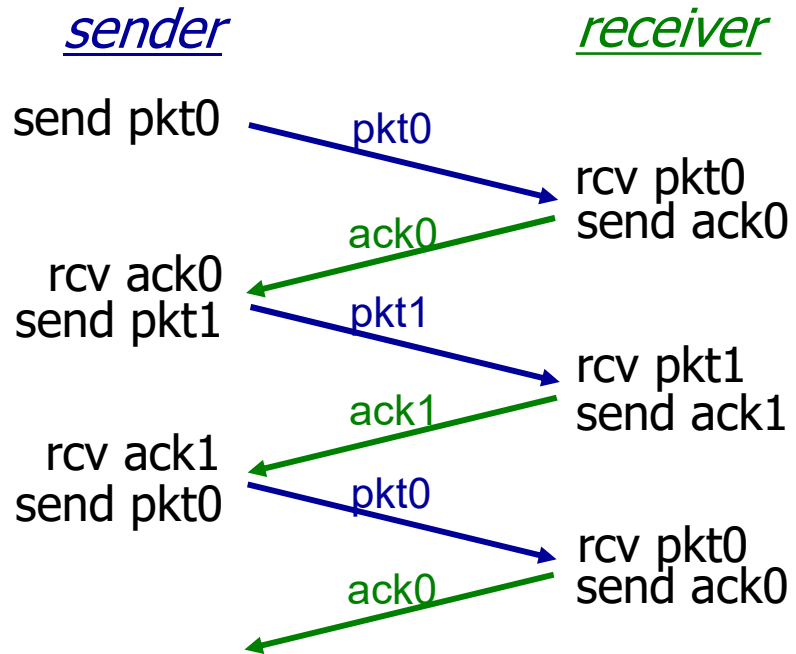 sender
receiver
send pkt0
pkt0
rcv pkt0
send ack0
ack0
rcv ack0
send pkt1
pkt1
rcv pkt1
send ack1
ack1
rcv ack1
send pkt0
pkt0
rcv pkt0
send ack0
ack0